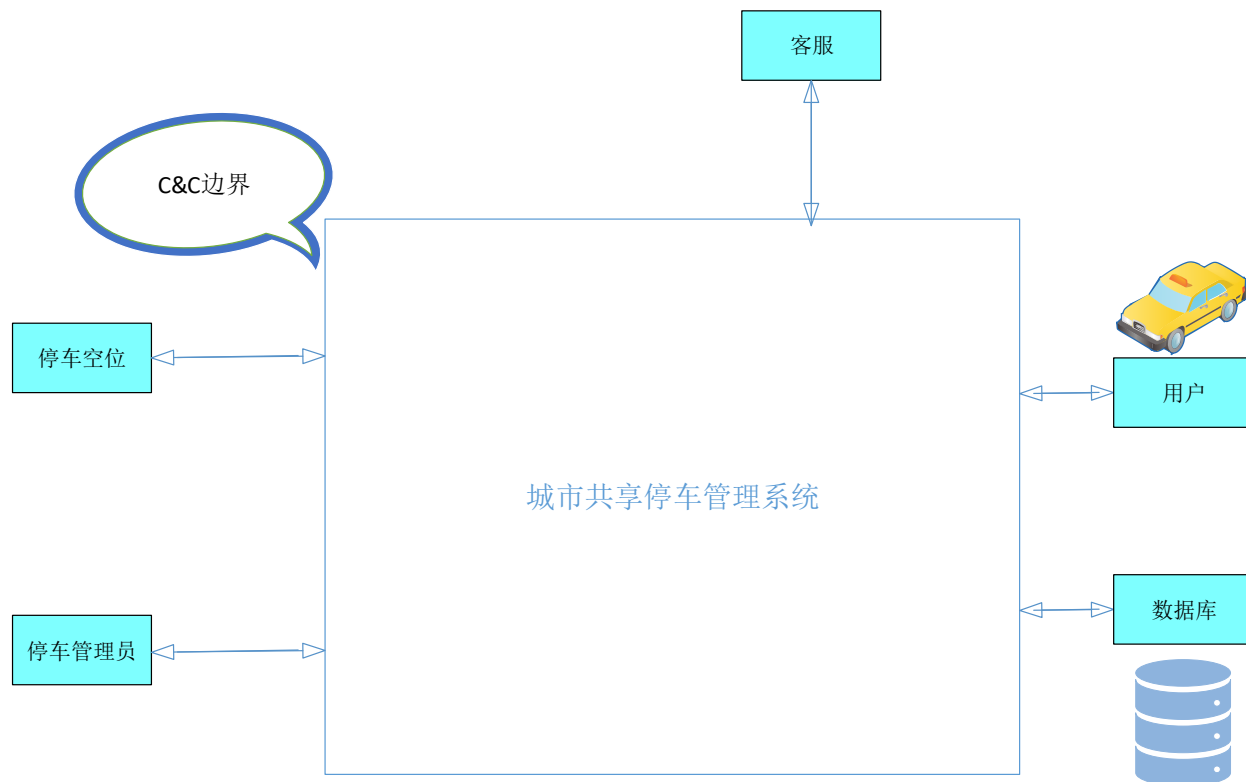 客服
C&C边界
停车空位
用户
城市共享停车管理系统
数据库
停车管理员